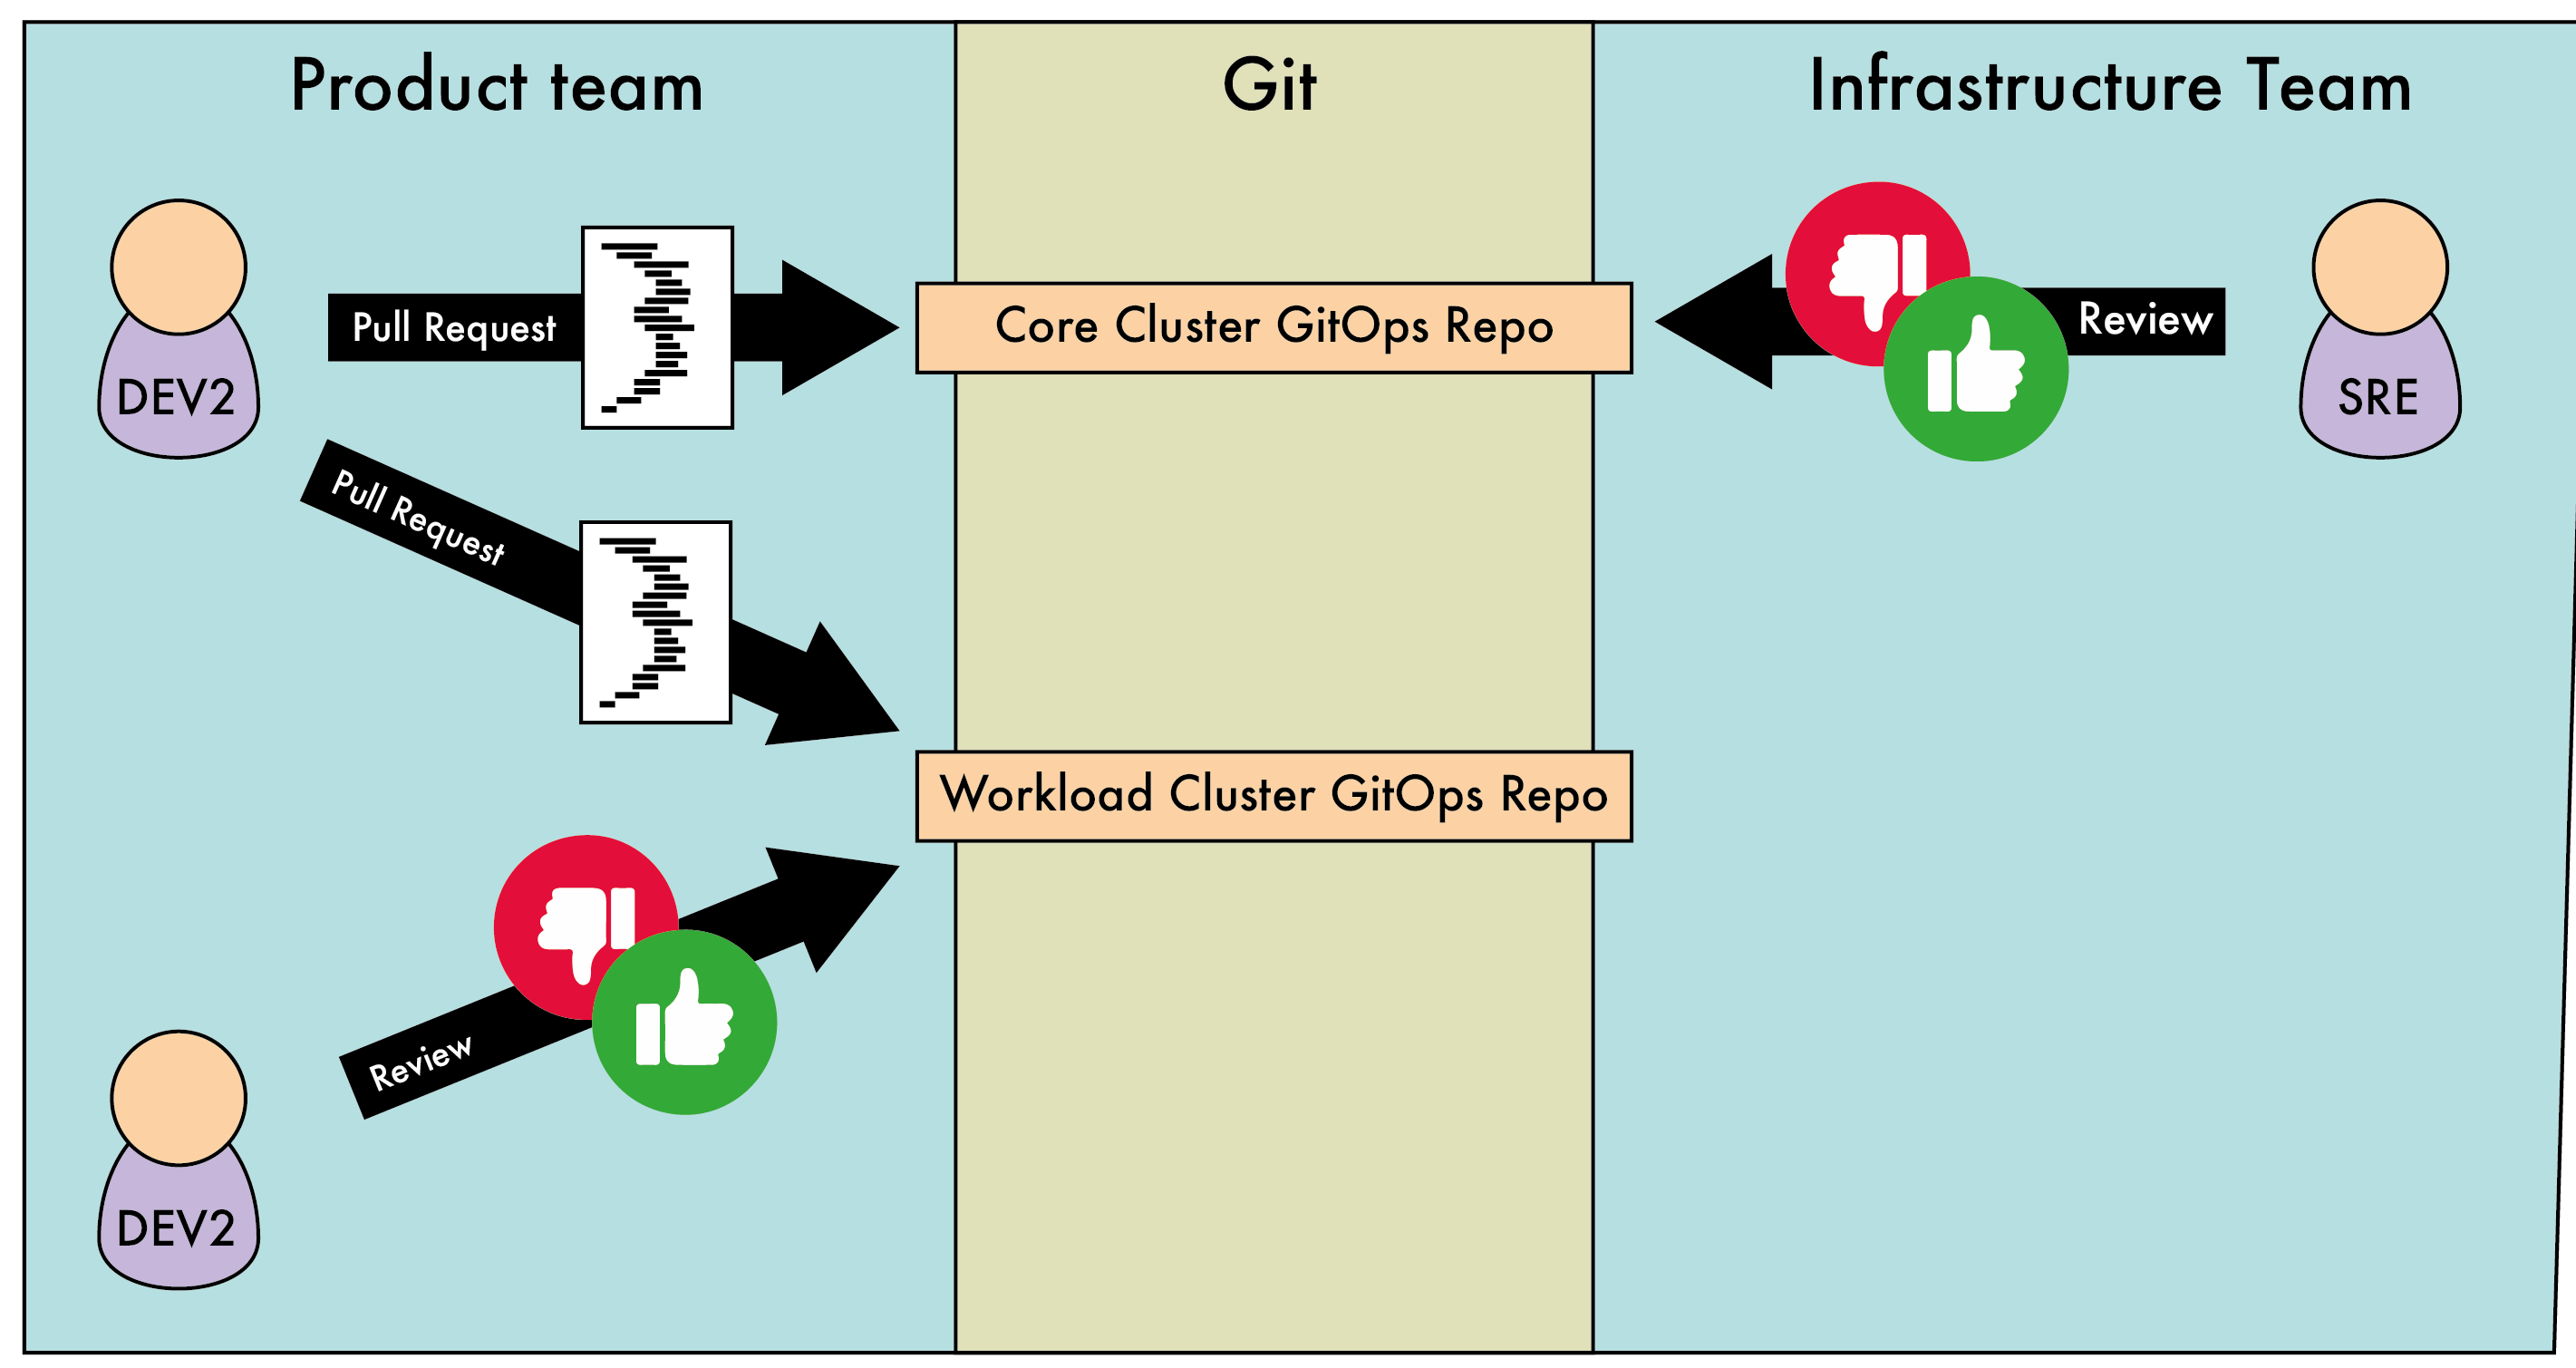 Product team
Git
Infrastructure Team
DEV2
Pull Request
Core Cluster GitOps Repo
Review
SRE
Pull Request
Workload Cluster GitOps Repo
Review
DEV2